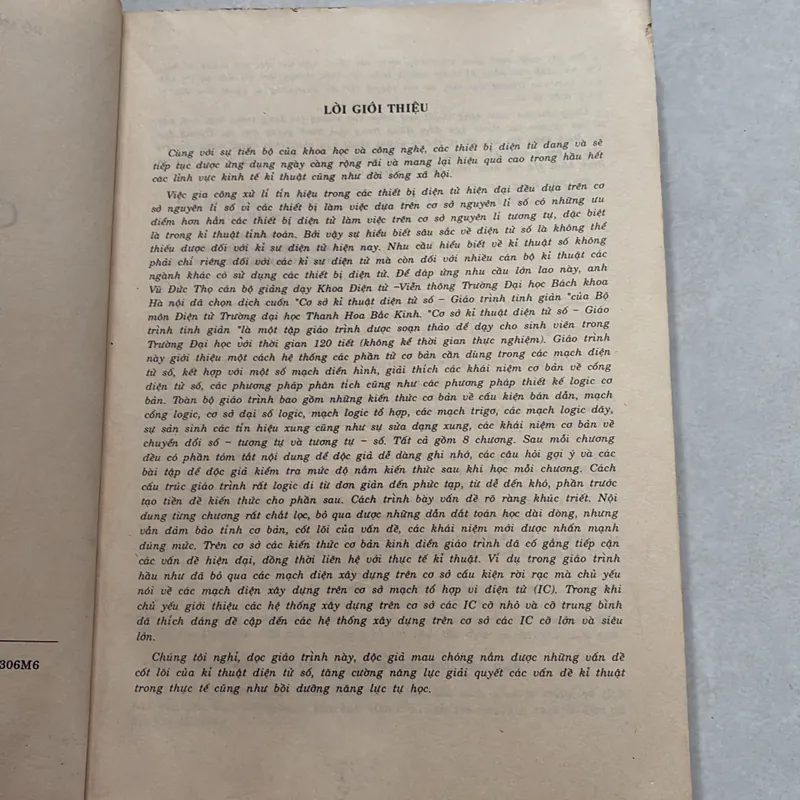 LỜI GIỚI THIỆU
Cùng với sự tiến bộ của khoa học và công nghệ, các thiết bị điện tử đang và sẽ
tiếp tục được ứng dụng ngày càng rộng rãi và mang lại hiệu quả cao trong hầu hết
các lĩnh vực kinh tế kĩ thuật cũng như đời sống xã hội.
Việc gia công xử lí tín hiệu trong các thiết bị điện tử hiện đại đều dựa trên cơ
sở nguyên lí số vì các thiết bị làm việc dựa trên cơ sở nguyên lí số có những ưu
điểm hơn hẳn các thiết bị điện tử làm việc trên cơ sở nguyên lí tương tự, đặc biệt
là trong kĩ thuật tính toán. Bởi vậy sự hiểu biết sâu sắc về điện tử số là không thể
thiếu được đối với kĩ sư điện tử hiện nay. Nhu cầu hiểu biết về kĩ thuật số không
phải chỉ riêng đối với các kĩ sư điện tử mà còn đối với nhiều cán bộ kĩ thuật các
ngành khác có sử dụng các thiết bị điện tử. Để đáp ứng nhu cầu lớn lao này, anh
Vũ Đức Thọ cán bộ giảng dạy Khoa Điện tử –Viễn thông Trường Đại học Bách khoa
Hà nội đã chọn dịch cuốn "Cơ sở kĩ thuật điện tử số – Giáo trình tinh giản "của Bộ
môn Điện tử Trường đại học Thanh Hoa Bắc Kinh. "Cơ sở kĩ thuật điện tử số – Giáo
trình tinh giản "là một tập giáo trình được soạn thảo để dạy cho sinh viên trong
Trường Đại học với thời gian 120 tiết (không kể thời gian thực nghiệm). Giáo trình
này giới thiệu một cách hệ thống các phần tử cơ bản cần dùng trong các mạch điện
tử số, kết hợp với một số mạch điển hình, giải thích các khái niệm cơ bản về cổng
điện tử số, các phương pháp phân tích cũng như các phương pháp thiết kế logic cơ
bản. Toàn bộ giáo trình bao gồm những kiến thức cơ bản về cấu kiện bán dẫn, mạch
cổng logic, cơ sở đại số logic, mạch logic tổ hợp, các mạch trigơ, các mạch logic dãy,
sự sản sinh các tín hiệu xung cũng như sự sửa dạng xung, các khái niệm cơ bản về
chuyển đổi số – tương tự và tương tự – số. Tất cả gồm 8 chương. Sau mỗi chương
đều có phần tóm tắt nội dung để độc giả dễ dàng ghi nhớ, các câu hỏi gợi ý và các
bài tập để độc giả kiểm tra mức độ nắm kiến thức sau khi học mỗi chương. Cách
cấu trúc giáo trình rất logic đi từ đơn giản đến phức tạp, từ dễ đến khó, phần trước
tạo tiền đề kiến thức cho phần sau. Cách trình bày vấn đề rõ ràng khúc triết. Nội
dung từng chương rất chắt lọc, bỏ qua được những dẫn dắt toán học dài dòng, nhưng
vẫn đảm bảo tính cơ bản, cốt lõi của vấn đề, các khái niệm mới được nhấn mạnh
đúng mức. Trên cơ sở các kiến thức cơ bản kinh điển giáo trình đã cố gắng tiếp cận
các vấn đề hiện đại, đồng thời liên hệ với thực tế kĩ thuật. Ví dụ trong giáo trình
hầu như đã bỏ qua các mạch điện xây dựng trên cơ sở cấu kiện rời rạc mà chủ yếu
nói về các mạch điện xây dựng trên cơ sở mạch tổ hợp vi điện tử (IC). Trong khi
chủ yếu giới thiệu các hệ thống xây dựng trên cơ sở các IC cỡ nhỏ và cỡ trung bình
đã thích đáng đề cập đến các hệ thống xây dựng trên cơ sở các IC cỡ lớn và siêu
lớn.
Chúng tôi nghĩ, đọc giáo trình này, độc giả mau chóng nắm được những vấn đề
cốt lõi của kĩ thuật điện tử số, tăng cường năng lực giải quyết các vấn đề kĩ thuật
trong thực tế cũng như bồi dưỡng năng lực tự học.
306M6